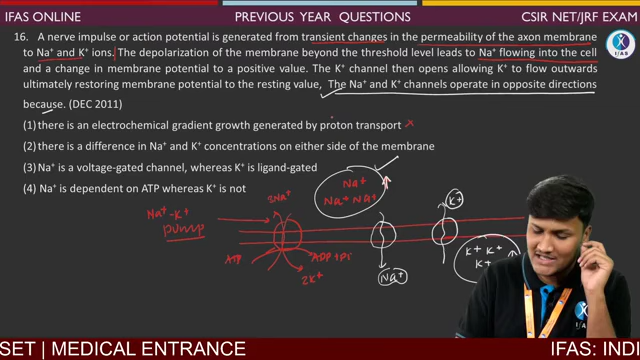 IFAS ONLINE
PREVIOUS YEAR QUESTIONS
CSIR NET/JRF EXAM
16. A nerve impulse or action potential is generated from transient changes in the permeability of the axon membrane
to Na⁺ and K⁺ ions. The depolarization of the membrane beyond the threshold level leads to Na⁺ flowing into the cell
and a change in membrane potential to a positive value. The K⁺ channel then opens allowing K⁺ to flow outwards
ultimately restoring membrane potential to the resting value, The Na⁺ and K⁺ channels operate in opposite directions
because. (DEC 2011)
(1) there is an electrochemical gradient growth generated by proton transport ×
(2) there is a difference in Na⁺ and K⁺ concentrations on either side of the membrane
(3) Na⁺ is a voltage-gated channel, whereas K⁺ is ligand-gated
(4) Na⁺ is dependent on ATP whereas K⁺ is not
IFAS
Na⁺
Na⁺ Na⁺
3Na⁺
K⁺
Na⁺-K⁺
pump
K⁺ K⁺
K⁺
ATP
ADP+Pi
2K⁺
Na⁺
SET | MEDICAL ENTRANCE
IFAS: INDI